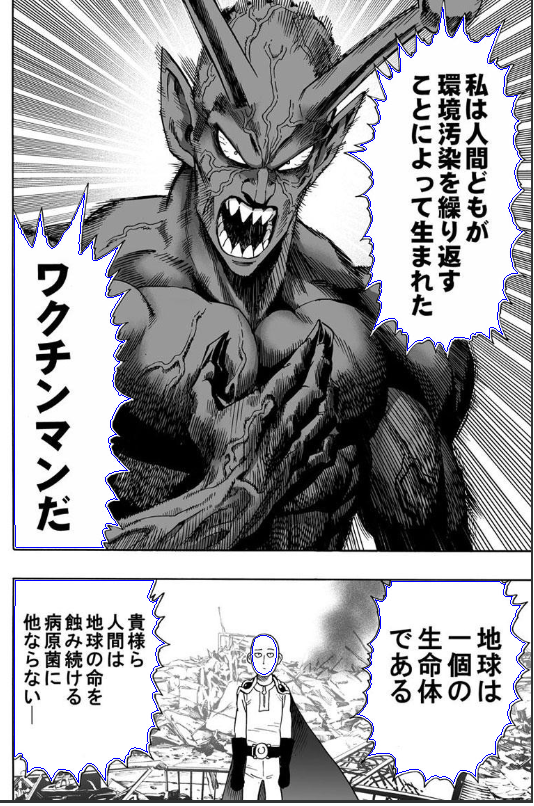 私は人間どもが
環境汚染を繰り返す
ことによって生まれた
ワクチンマンだ
地球は
一個の
生命体
である
貴様ら
人間は
地球の命を
蝕み続ける
病原菌に
他ならない―